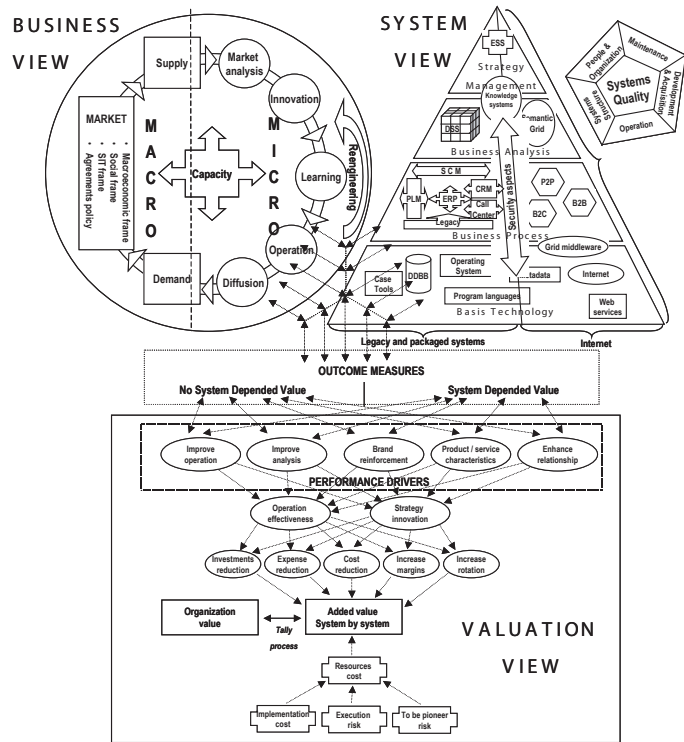 BUSINESS
VIEW
Supply
Market
analysis
Innovation
Learning
Operation
Diffusion
Demand
MARKET
• Macroeconomic frame
• Social frame
• SIT frame
• Agreements policy
MACRO
MICRO
Capacity
Reengineering
SYSTEM
VIEW
ESS
Strategy
Management
Knowledge
systems
DSS
Semantic
Grid
Business Analysis
SCM
PLM
ERP
CRM
Call
Center
Legacy
Business Process
Security aspects
P2P
B2B
B2C
Grid middleware
Operating
System
Case
Tools
DDBB
Internet
Program languages
Web
services
Basis Technology
Legacy and packaged systems
Internet
People &
Organization
Maintenance
Development
& Acquisition
Operation
Systems
Structure
Systems
Quality
OUTCOME MEASURES
No System Depended Value
System Depended Value
Improve
operation
Improve
analysis
Brand
reinforcement
Product / service
characteristics
Enhance
relationship
PERFORMANCE DRIVERS
Operation
effectiveness
Strategy
innovation
Investments
reduction
Expense
reduction
Cost
reduction
Increase
margins
Increase
rotation
Organization
value
Tally
process
Added value
System by system
VALUATION
VIEW
Resources
cost
Implementation
cost
Execution
risk
To be pioneer
risk